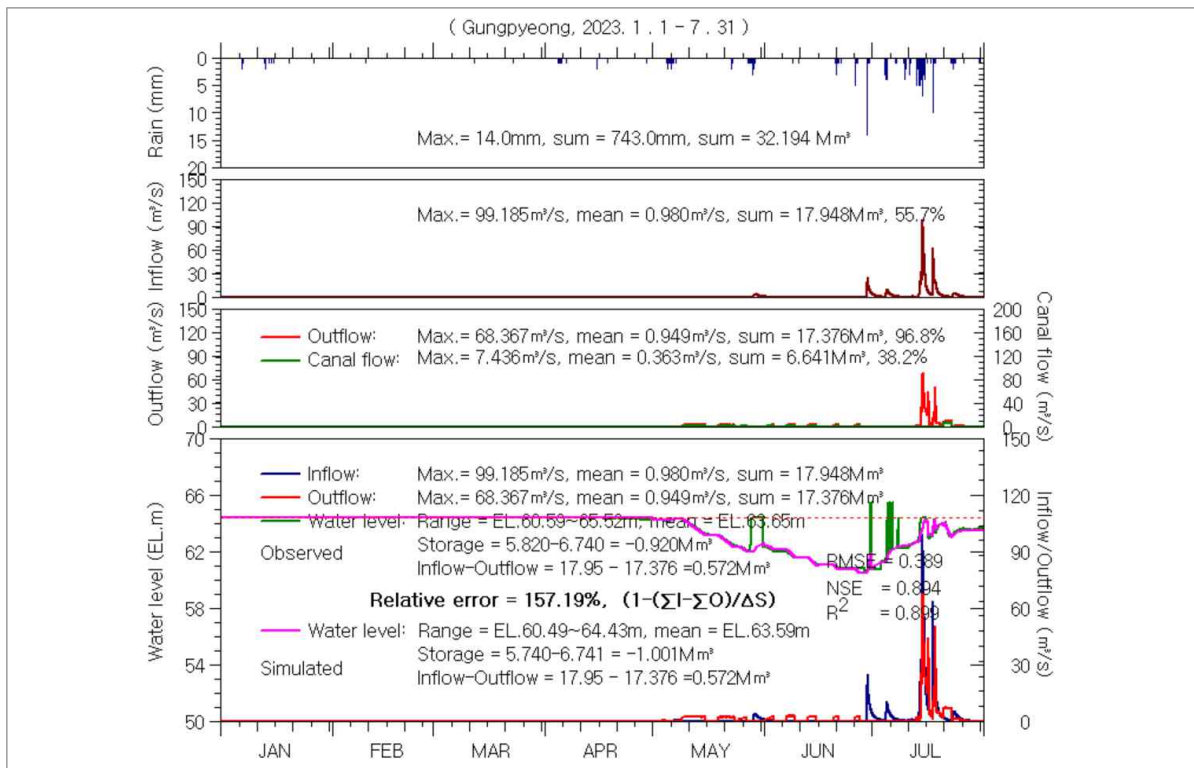 ( Gungpyeong, 2023. 1 . 1 - 7 . 31 )
Rain (mm)
0
5
10
15
20
Max.= 14.0mm, sum = 743.0mm, sum = 32.194 Mm³
Inflow (m³/s)
150
120
90
60
30
0
Max.= 99.185m³/s, mean = 0.980m³/s, sum = 17.948Mm³, 55.7%
Outflow (m³/s)
150
120
90
60
30
0
Outflow: Max.= 68.367m³/s, mean = 0.949m³/s, sum = 17.376Mm³, 96.8%
Canal flow: Max.= 7.436m³/s, mean = 0.363m³/s, sum = 6.641Mm³, 38.2%
200
160
120
80
40
0
Canal flow (m³/s)
Water level (EL.m)
70
66
62
58
54
50
Inflow: Max.= 99.185m³/s, mean = 0.980m³/s, sum = 17.948Mm³
Outflow: Max.= 68.367m³/s, mean = 0.949m³/s, sum = 17.376Mm³
Water level: Range = EL.60.59~65.52m, mean = EL.63.65m
Observed
Storage = 5.820-6.740 = -0.920Mm³
Inflow-Outflow = 17.95 - 17.376 =0.572Mm³
Relative error = 157.19%, (1-(∑I-∑O)/ΔS)
Water level: Range = EL.60.49~64.43m, mean = EL.63.59m
Simulated
Storage = 5.740-6.741 = -1.001Mm³
Inflow-Outflow = 17.95 - 17.376 =0.572Mm³
RMSE = 0.389
NSE = 0.894
R² = 0.899
150
120
90
60
30
0
Inflow/Outflow (m³/s)
JAN FEB MAR APR MAY JUN JUL